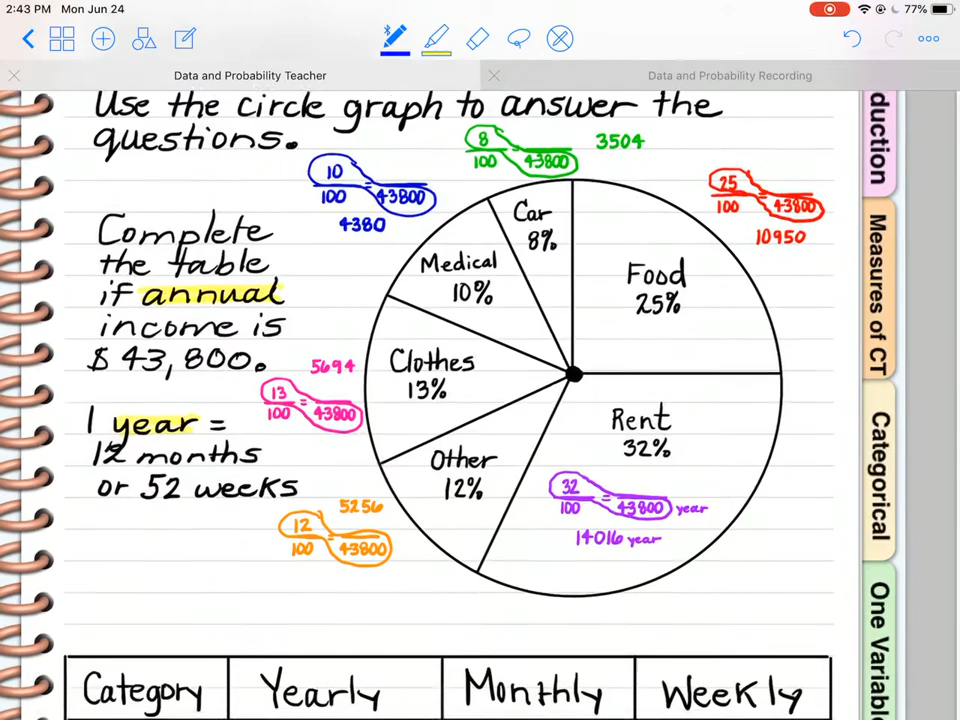 2:43 PM Mon Jun 24
77%
Data and Probability Teacher
Data and Probability Recording
Use the circle graph to answer the
questions.
Complete
the table
if annual
income is
$ 43,800.
1 year =
12 months
or 52 weeks
8
100
=
43800
3504
10
100
=
43800
4380
25
100
=
43800
10950
Car
8%
Medical
10%
Food
25%
Clothes
13%
5694
13
100
=
43800
Rent
32%
32
100
=
43800 year
14016 year
Other
12%
5256
12
100
=
43800
Category Yearly Monthly Weekly
duction
Measures of CT
Categorical
One Variabl